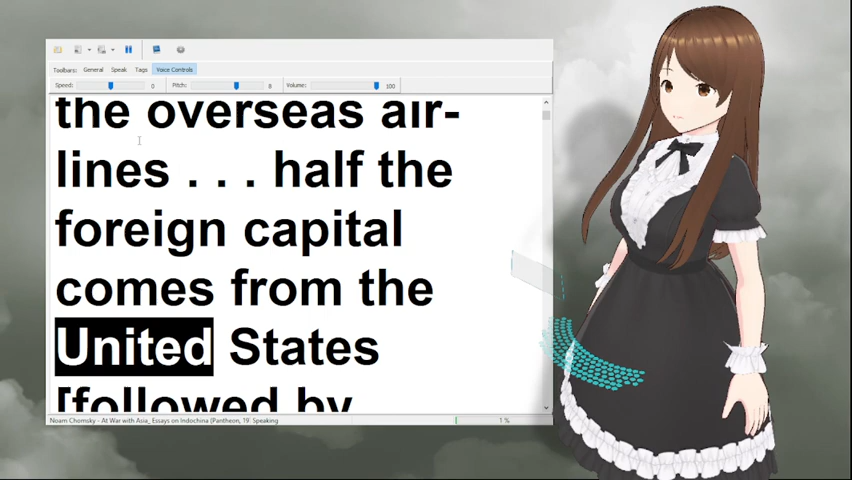 Toolbars: General Speak Tags Voice Controls
Speed: 0 Pitch: 8 Volume: 100
the overseas air-
lines . . . half the
foreign capital
comes from the
United States
[followed by
Noam Chomsky - At War with Asia_ Essays on Indochina (Pantheon, 19 Speaking 1 %